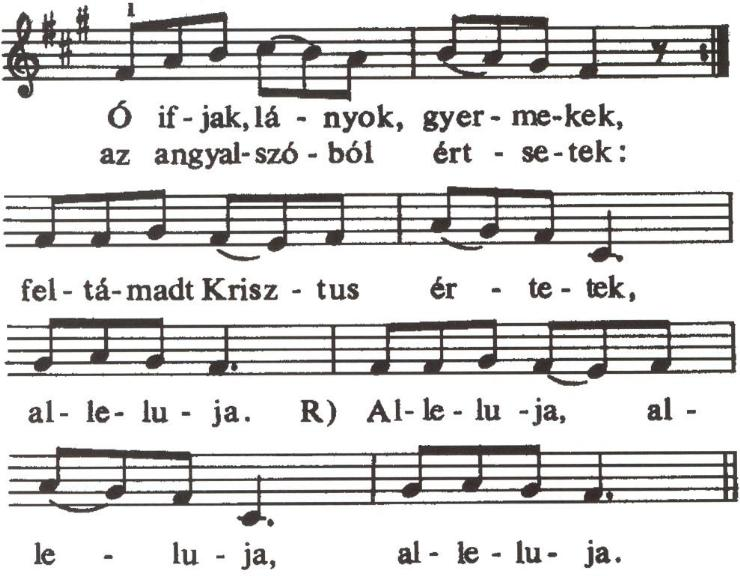 1
Ó if-jak, lá - nyok, gyer - me-kek,
az angyal-szó - ból ért - se-tek:
fel - tá-madt Krisz - tus ér - te - tek,
al - le - lu - ja. R) Al - le - lu - ja, al -
le - lu - ja, al - le - lu - ja.